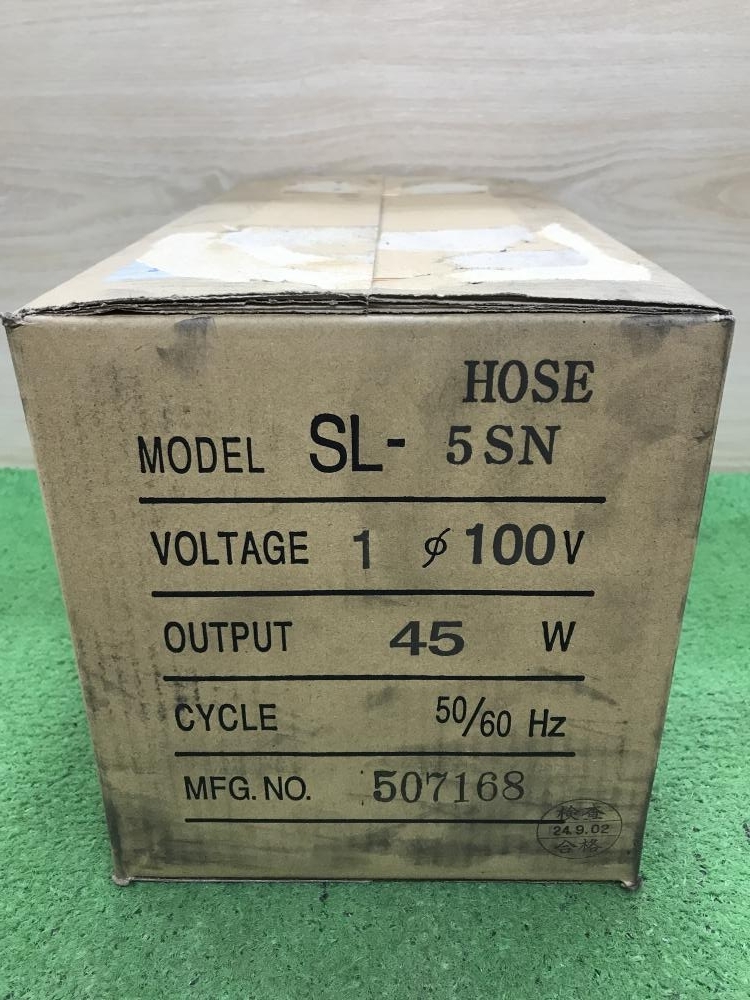 HOSE
MODEL SL- 5SN
VOLTAGE 1 φ 100 V
OUTPUT 45 W
CYCLE 50/60 Hz
MFG. NO. 507168
検査
24.9.02
合格